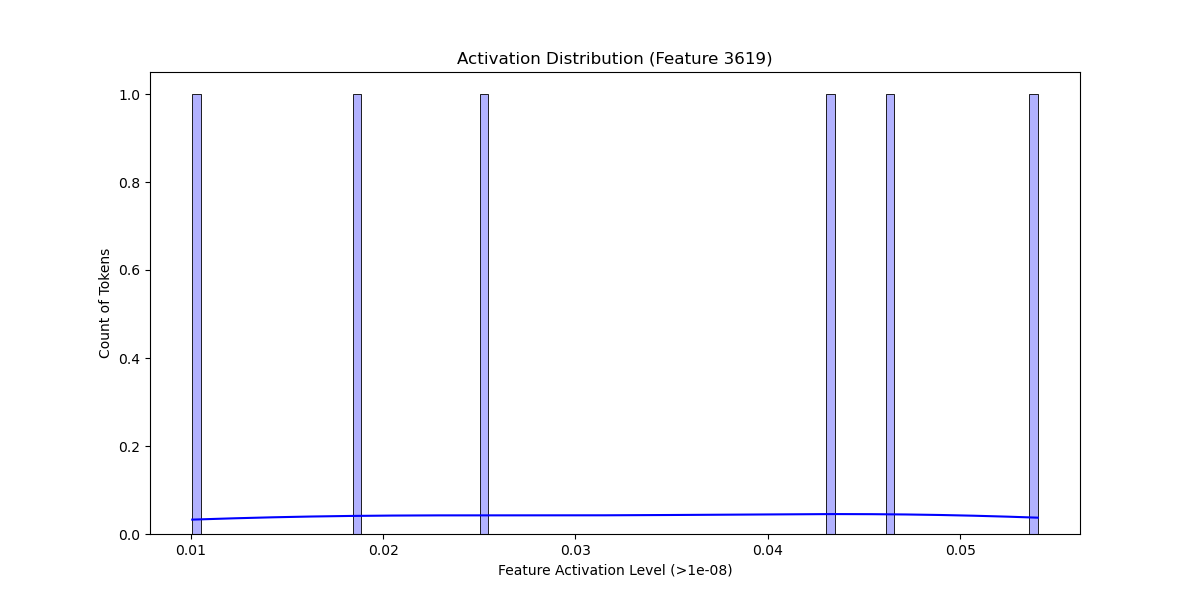 Activation Distribution (Feature 3619)
Count of Tokens
1.0
0.8
0.6
0.4
0.2
0.0
0.01 0.02 0.03 0.04 0.05
Feature Activation Level (>1e-08)